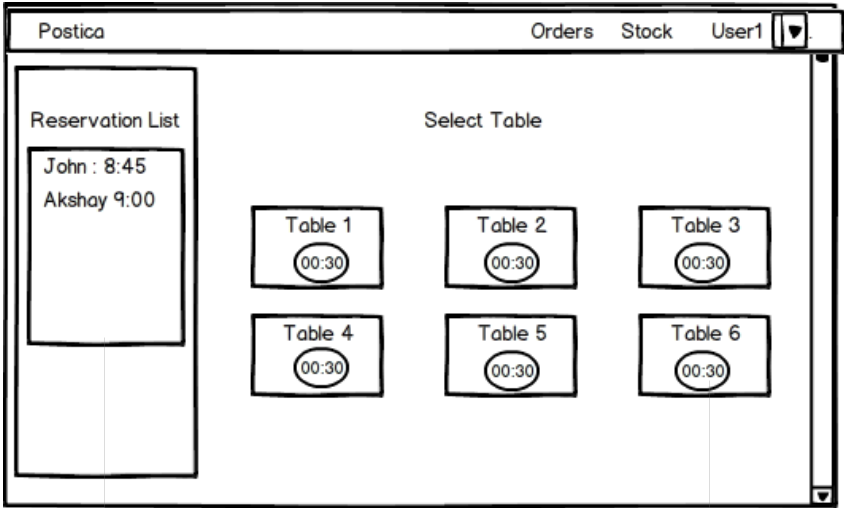 Postica Orders Stock User1
Reservation List
John : 8:45
Akshay 9:00
Select Table
Table 1 Table 2 Table 3
00:30 00:30 00:30
Table 4 Table 5 Table 6
00:30 00:30 00:30